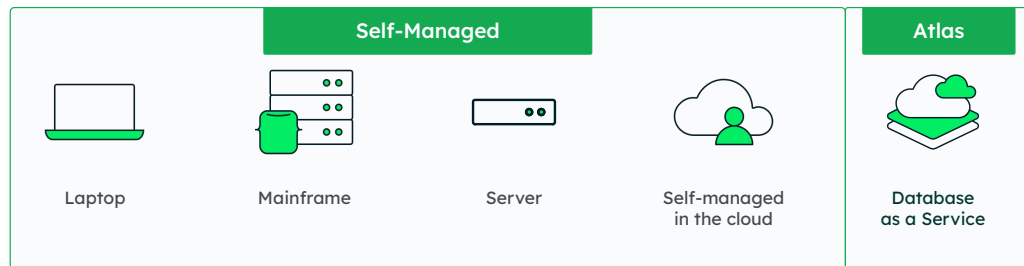 Self-Managed
Atlas
Laptop
Mainframe
Server
Self-managed
in the cloud
Database
as a Service